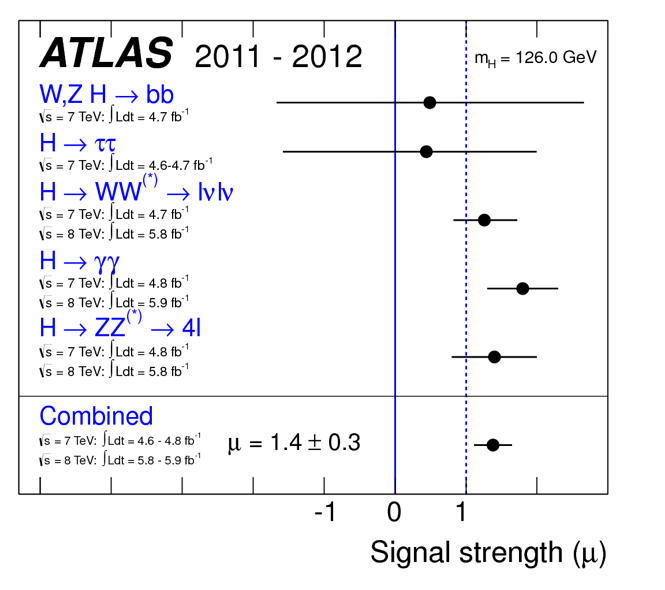 ATLAS 2011 - 2012
m_H = 126.0 GeV
W,Z H → bb
√s = 7 TeV: ∫Ldt = 4.7 fb⁻¹
H → ττ
√s = 7 TeV: ∫Ldt = 4.6-4.7 fb⁻¹
H → WW⁽*⁾ → lνlν
√s = 7 TeV: ∫Ldt = 4.7 fb⁻¹
√s = 8 TeV: ∫Ldt = 5.8 fb⁻¹
H → γγ
√s = 7 TeV: ∫Ldt = 4.8 fb⁻¹
√s = 8 TeV: ∫Ldt = 5.9 fb⁻¹
H → ZZ⁽*⁾ → 4l
√s = 7 TeV: ∫Ldt = 4.8 fb⁻¹
√s = 8 TeV: ∫Ldt = 5.8 fb⁻¹
Combined
√s = 7 TeV: ∫Ldt = 4.6 - 4.8 fb⁻¹
√s = 8 TeV: ∫Ldt = 5.8 - 5.9 fb⁻¹
μ = 1.4 ± 0.3
-1 0 1
Signal strength (μ)